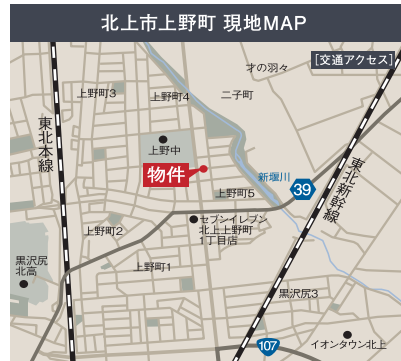 北上市上野町 現地MAP
[交通アクセス]
才の羽々
上野町3
上野町4
二子町
東北本線
上野中
物件
新堰川
39
東北新幹線
上野町5
セブンイレブン
北上上野町
1丁目店
上野町2
黒沢尻
北高
上野町1
黒沢尻3
107
イオンタウン北上